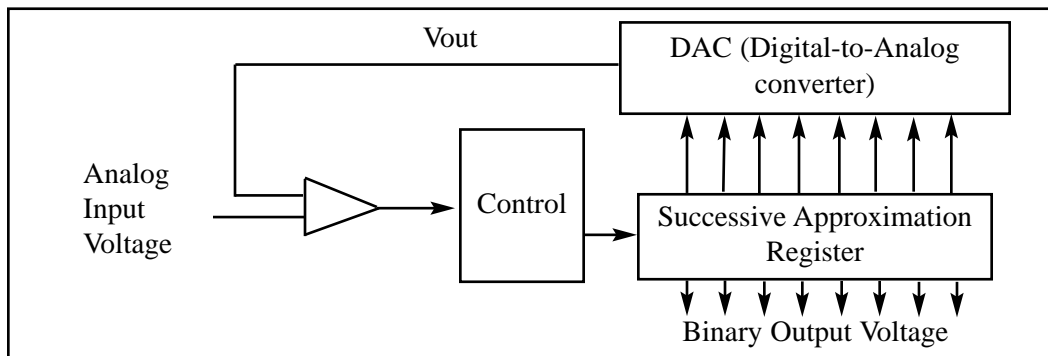 Vout
DAC (Digital-to-Analog
converter)
Analog
Input
Voltage
Control
Successive Approximation
Register
Binary Output Voltage